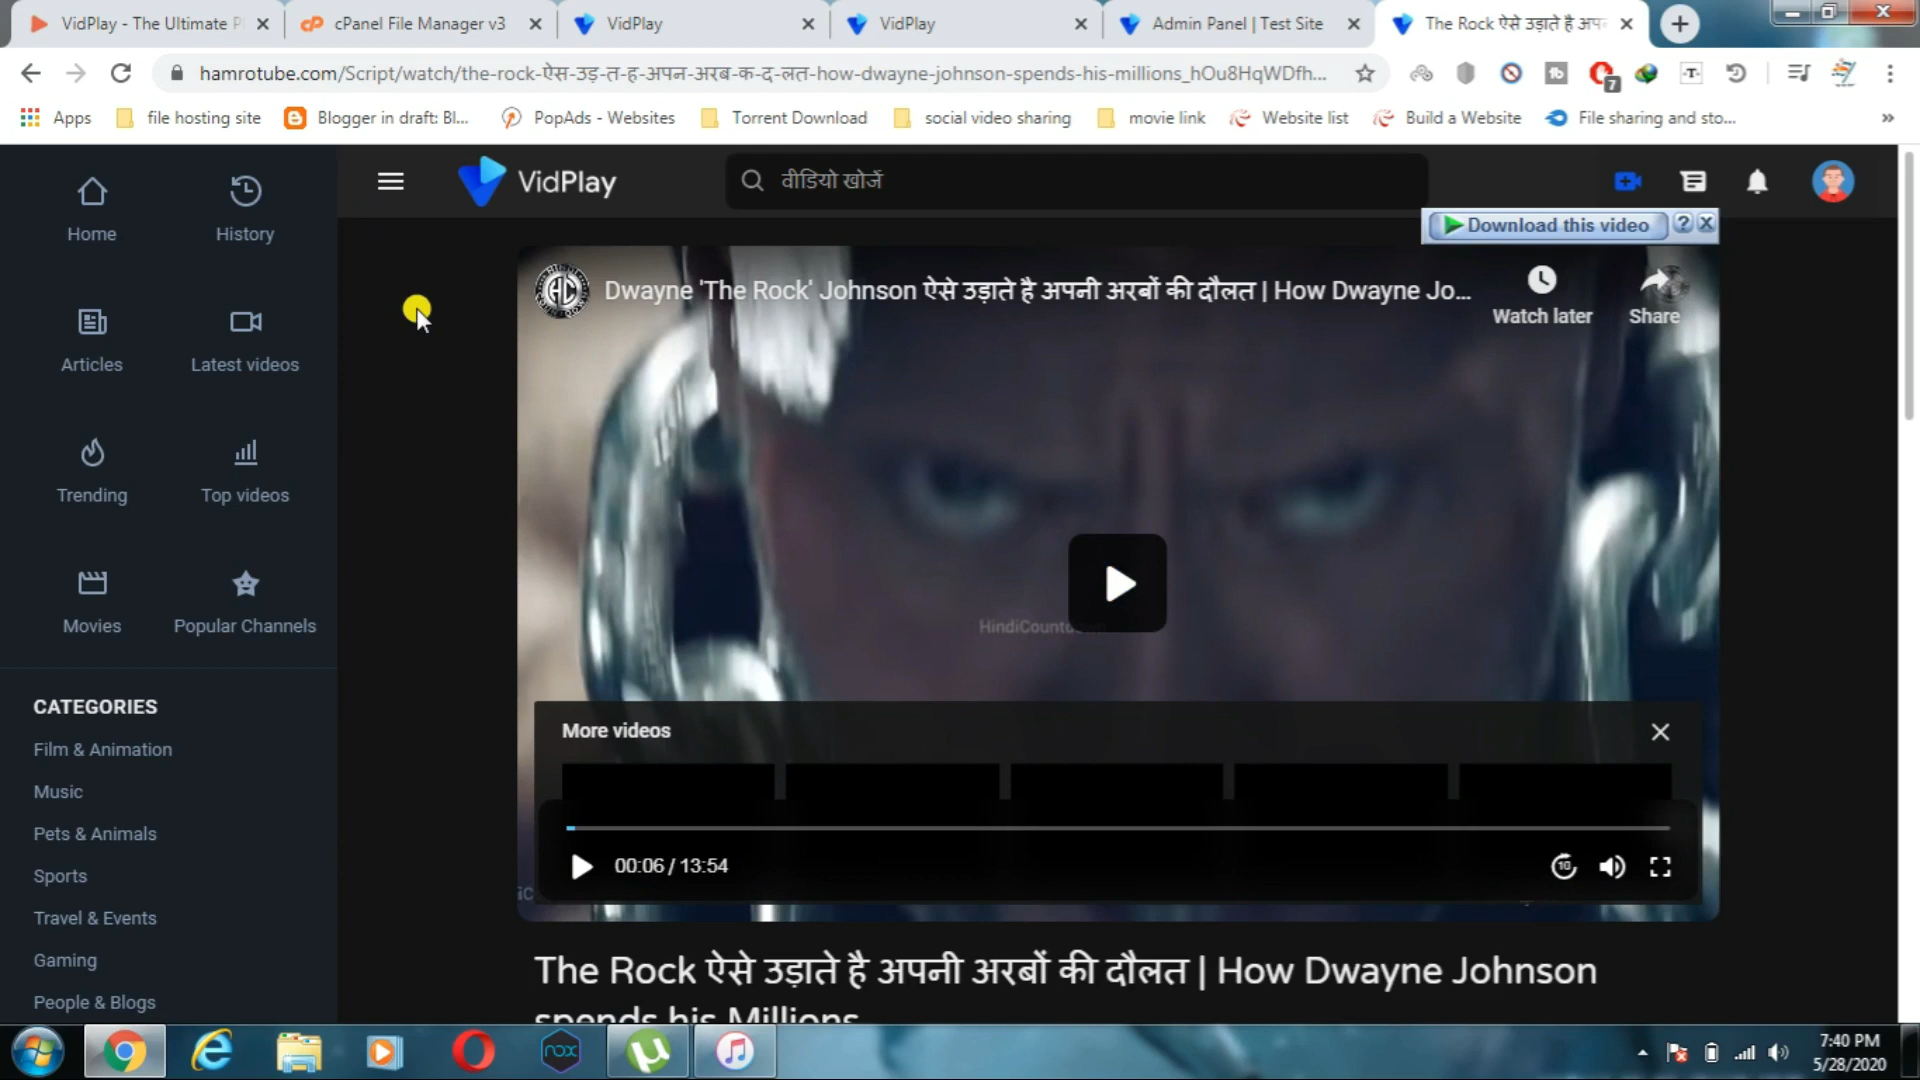 VidPlay - The Ultimate P
cPanel File Manager v3
VidPlay
VidPlay
Admin Panel | Test Site
The Rock ऐसे उड़ाते है अप
hamrotube.com/Script/watch/the-rock-ऐस-उड़-त-ह-अपन-अरब-क-द-लत-how-dwayne-johnson-spends-his-millions_hOu8HqWDfh...
Apps
file hosting site
Blogger in draft: Bl...
PopAds - Websites
Torrent Download
social video sharing
movie link
Website list
Build a Website
File sharing and sto...
»
Home
History
VidPlay
वीडियो खोजें
Download this video
Articles
Latest videos
Dwayne 'The Rock' Johnson ऐसे उड़ाते है अपनी अरबों की दौलत | How Dwayne Jo...
Watch later
Share
Trending
Top videos
Movies
Popular Channels
HindiCount
CATEGORIES
Film & Animation
Music
Pets & Animals
Sports
Travel & Events
Gaming
People & Blogs
More videos
00:06 / 13:54
10
The Rock ऐसे उड़ाते है अपनी अरबों की दौलत | How Dwayne Johnson
spends his Millions
nox
7:40 PM
5/28/2020